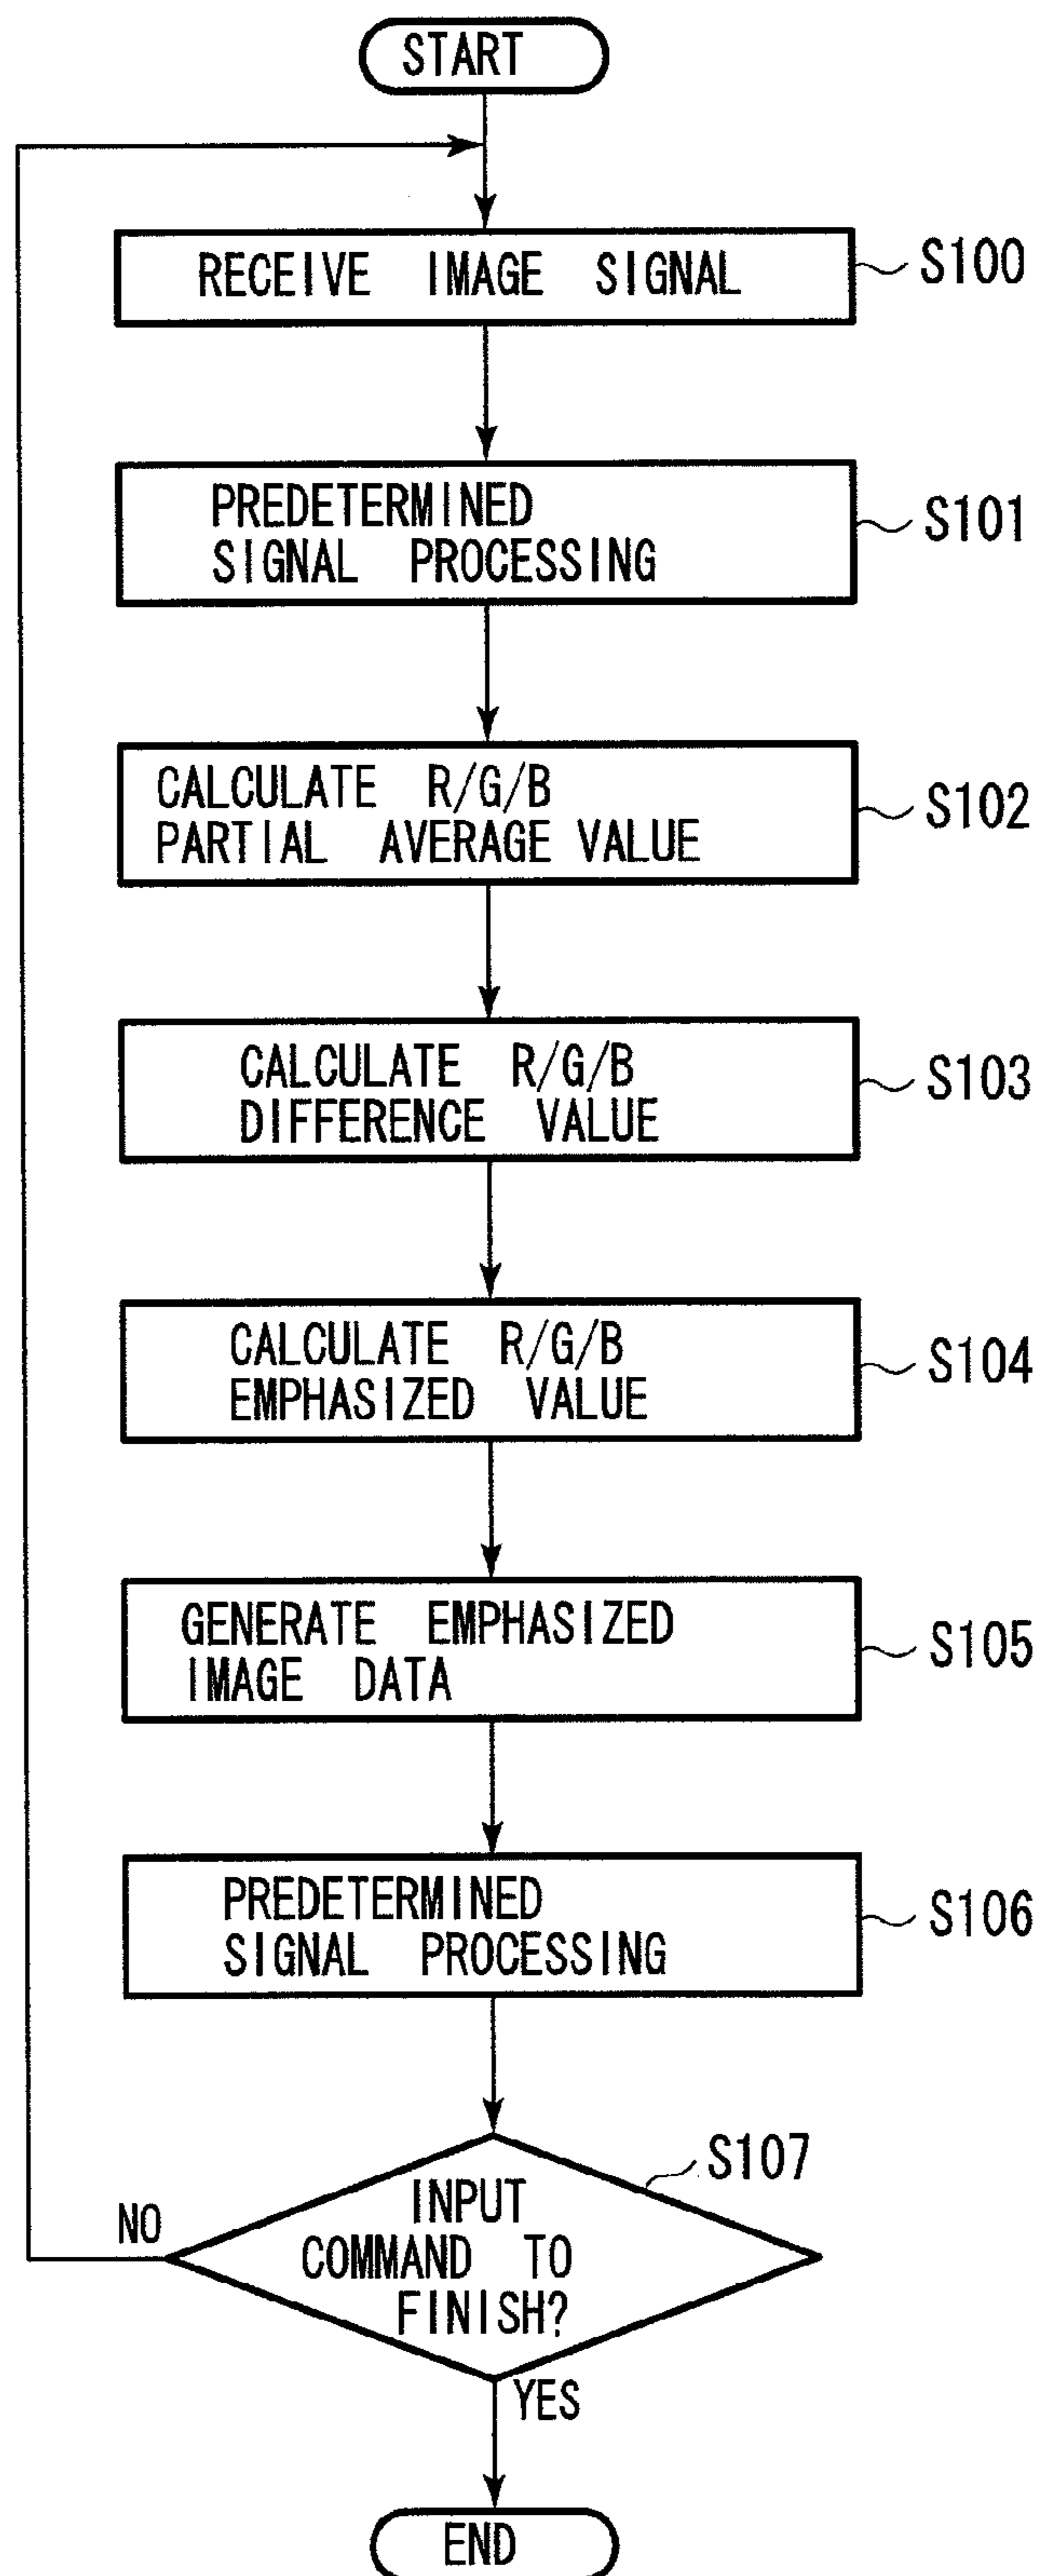 START
RECEIVE IMAGE SIGNAL
S100
PREDETERMINED
SIGNAL PROCESSING
S101
CALCULATE R/G/B
PARTIAL AVERAGE VALUE
S102
CALCULATE R/G/B
DIFFERENCE VALUE
S103
CALCULATE R/G/B
EMPHASIZED VALUE
S104
GENERATE EMPHASIZED
IMAGE DATA
S105
PREDETERMINED
SIGNAL PROCESSING
S106
S107
INPUT
COMMAND TO
FINISH?
NO
YES
END